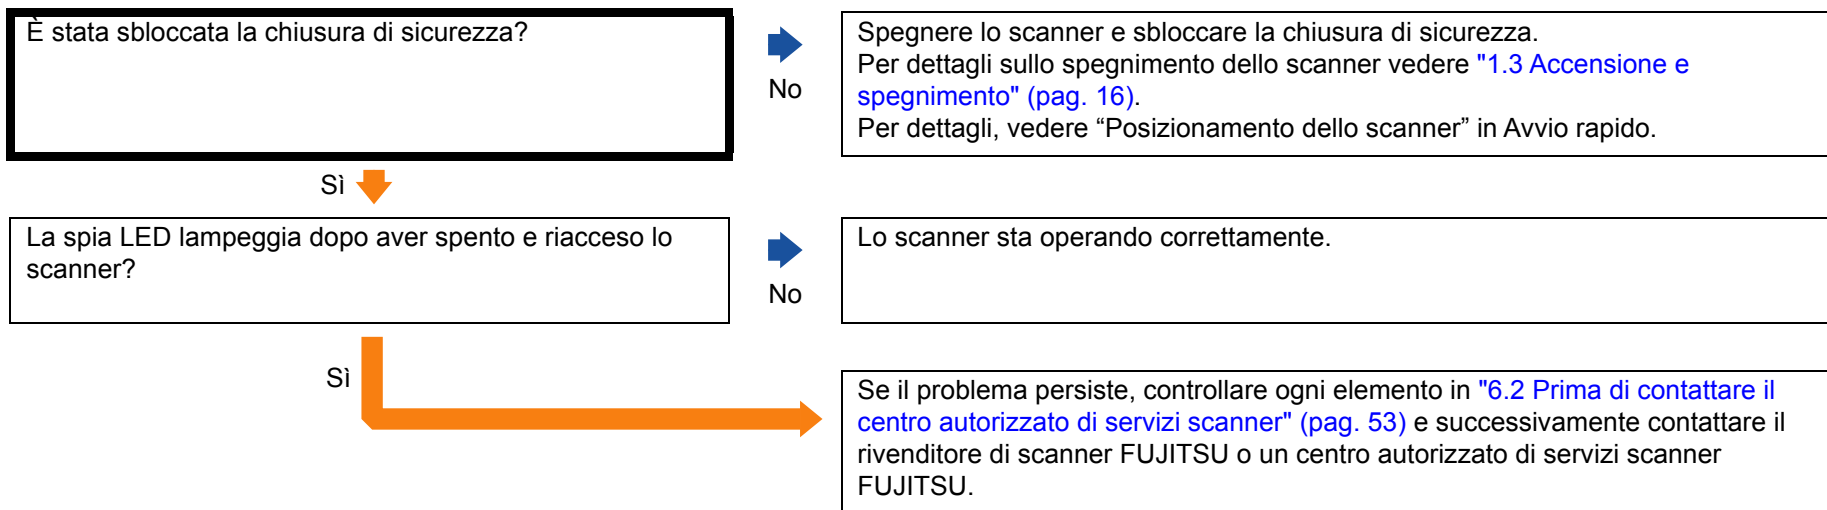 È stata sbloccata la chiusura di sicurezza?
No
Spegnere lo scanner e sbloccare la chiusura di sicurezza.
Per dettagli sullo spegnimento dello scanner vedere "1.3 Accensione e
spegnimento" (pag. 16).
Per dettagli, vedere “Posizionamento dello scanner” in Avvio rapido.
Sì
La spia LED lampeggia dopo aver spento e riacceso lo
scanner?
No
Lo scanner sta operando correttamente.
Sì
Se il problema persiste, controllare ogni elemento in "6.2 Prima di contattare il
centro autorizzato di servizi scanner" (pag. 53) e successivamente contattare il
rivenditore di scanner FUJITSU o un centro autorizzato di servizi scanner
FUJITSU.